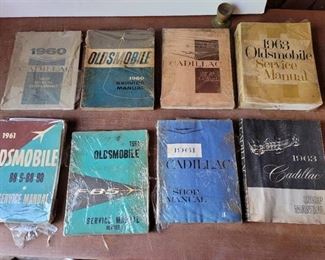 1960
OLDSMOBILE
1960
SERVICE MANUAL
CADILLAC
1963
Oldsmobile
Service
Manual
1961
OLDSMOBILE
88 S-88 98
SERVICE MANUAL
1961
OLDSMOBILE
F-85
SERVICE MANUAL
1961
CADILLAC
SHOP
MANUAL
1963
Cadillac